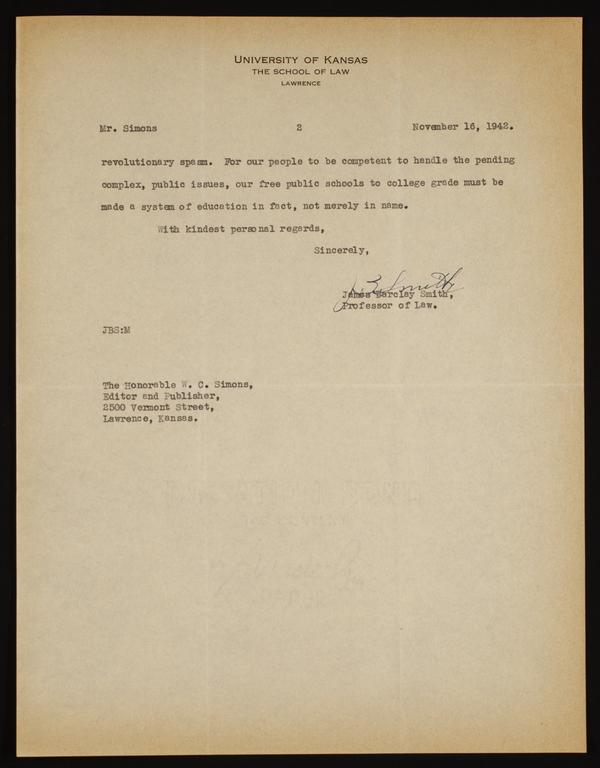 UNIVERSITY OF KANSAS
THE SCHOOL OF LAW
LAWRENCE
Mr. Simons 2 November 16, 1942.
revolutionary spasm. For our people to be competent to handle the pending
complex, public issues, our free public schools to college grade must be
made a system of education in fact, not merely in name.
With kindest personal regards,
Sincerely,
J B Smith
James Barclay Smith,
Professor of Law.
JBS:M
The Honorable W. C. Simons,
Editor and Publisher,
2500 Vermont Street,
Lawrence, Kansas.